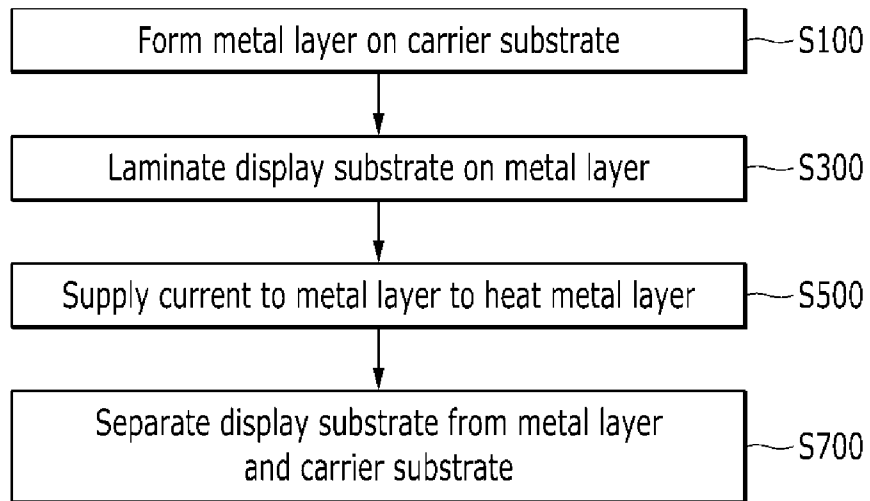 Form metal layer on carrier substrate S100
Laminate display substrate on metal layer S300
Supply current to metal layer to heat metal layer S500
Separate display substrate from metal layer
and carrier substrate S700